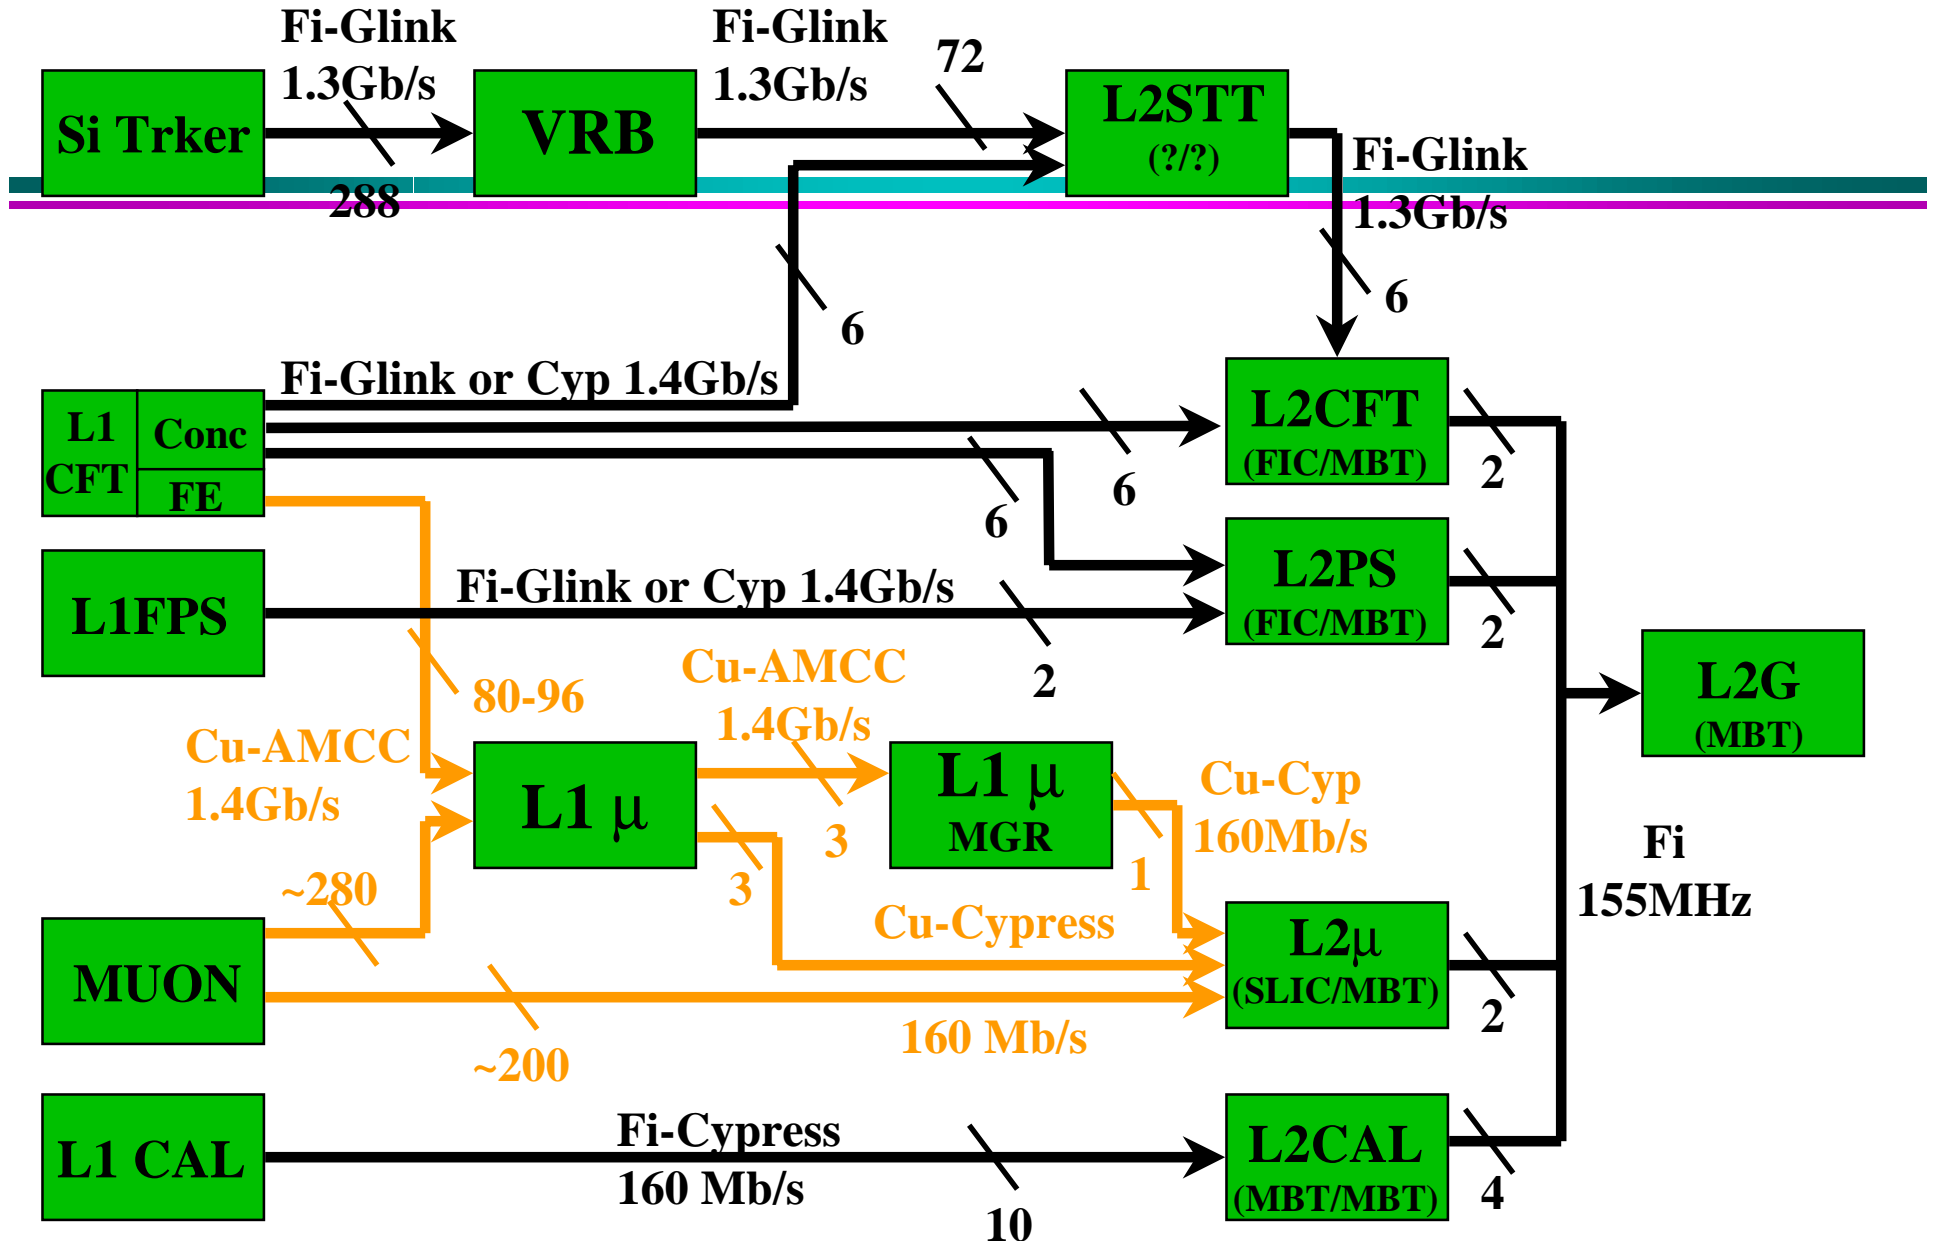 Fi-Glink
1.3Gb/s
Fi-Glink
1.3Gb/s
72
Si Trker
VRB
L2STT
(?/?)
Fi-Glink
1.3Gb/s
288
6
6
Fi-Glink or Cyp 1.4Gb/s
L1
CFT
Conc
FE
L2CFT
(FIC/MBT)
2
6
6
L1FPS
Fi-Glink or Cyp 1.4Gb/s
L2PS
(FIC/MBT)
2
2
80-96
Cu-AMCC
1.4Gb/s
L2G
(MBT)
Cu-AMCC
1.4Gb/s
L1 μ
3
3
L1 μ
MGR
1
Cu-Cyp
160Mb/s
Fi
155MHz
~280
Cu-Cypress
MUON
L2μ
(SLIC/MBT)
2
~200
160 Mb/s
L1 CAL
Fi-Cypress
160 Mb/s
10
L2CAL
(MBT/MBT)
4